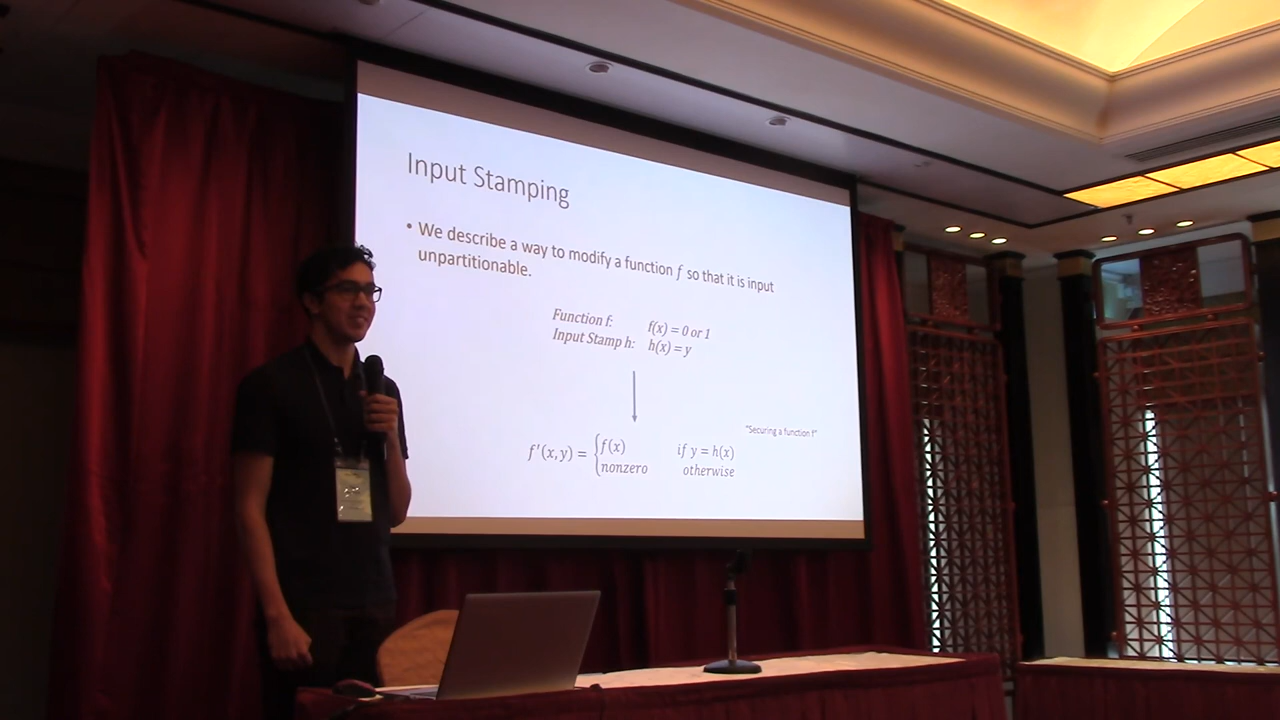 Input Stamping
• We describe a way to modify a function f so that it is input
unpartitionable.
Function f: f(x) = 0 or 1
Input Stamp h: h(x) = y
"Securing a function f"
f'(x, y) = {f(x) if y = h(x)
nonzero otherwise